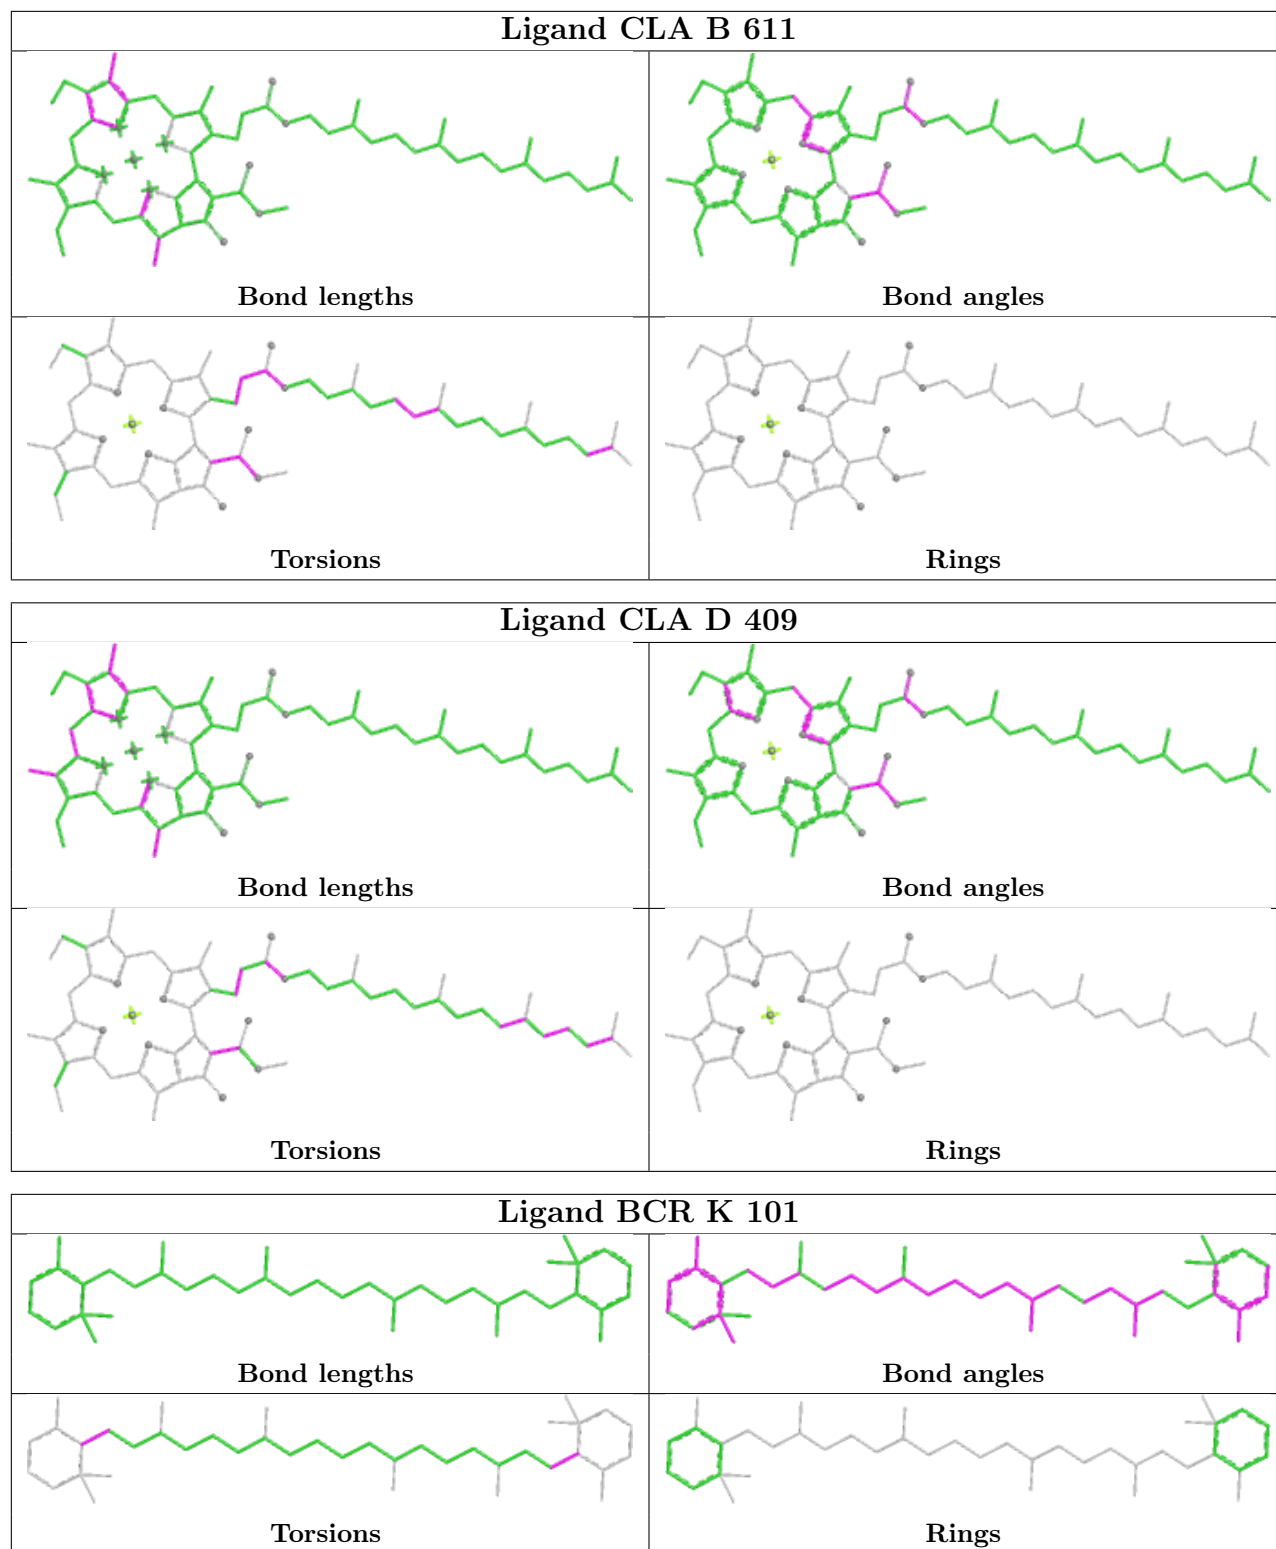 Ligand CLA B 611
Bond lengths
Bond angles
Torsions
Rings
Ligand CLA D 409
Bond lengths
Bond angles
Torsions
Rings
Ligand BCR K 101
Bond lengths
Bond angles
Torsions
Rings